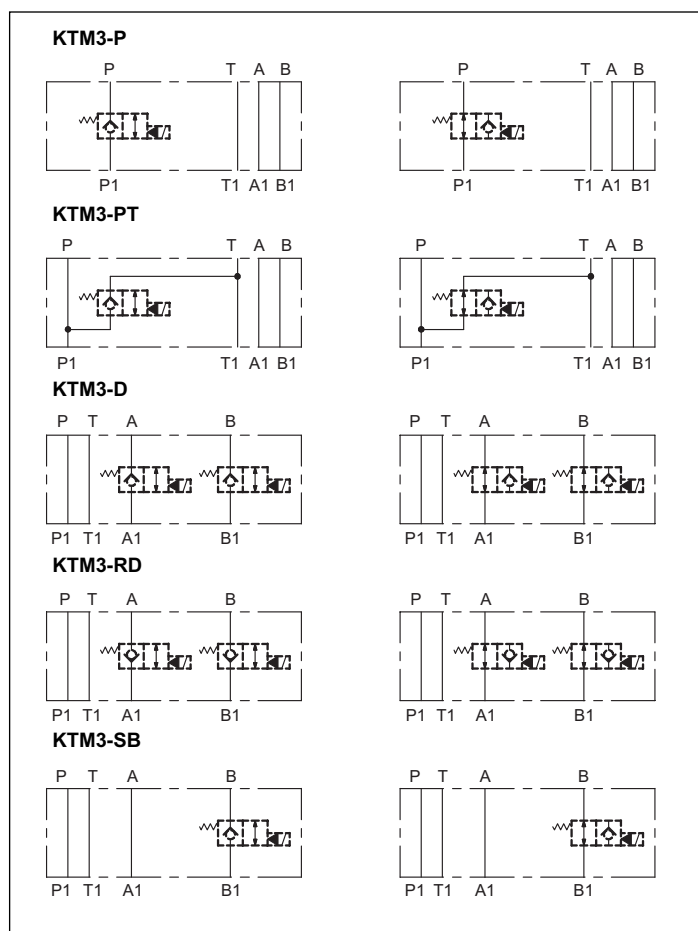 KTM3-P
P T A B P T A B
P1 T1 A1 B1 P1 T1 A1 B1
KTM3-PT
P T A B P T A B
P1 T1 A1 B1 P1 T1 A1 B1
KTM3-D
P T A B P T A B
P1 T1 A1 B1 P1 T1 A1 B1
KTM3-RD
P T A B P T A B
P1 T1 A1 B1 P1 T1 A1 B1
KTM3-SB
P T A B P T A B
P1 T1 A1 B1 P1 T1 A1 B1